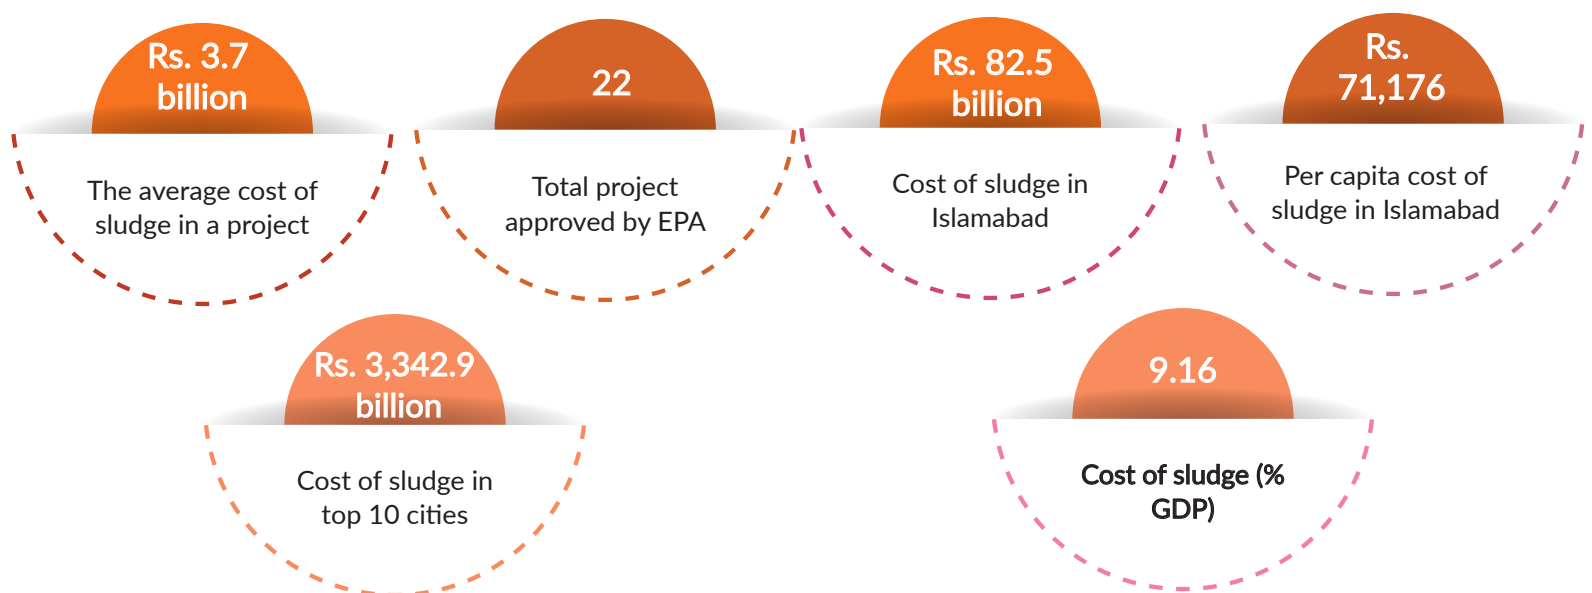 Rs. 3.7
billion
The average cost of
sludge in a project
22
Total project
approved by EPA
Rs. 82.5
billion
Cost of sludge in
Islamabad
Rs.
71,176
Per capita cost of
sludge in Islamabad
Rs. 3,342.9
billion
Cost of sludge in
top 10 cities
9.16
Cost of sludge (%
GDP)